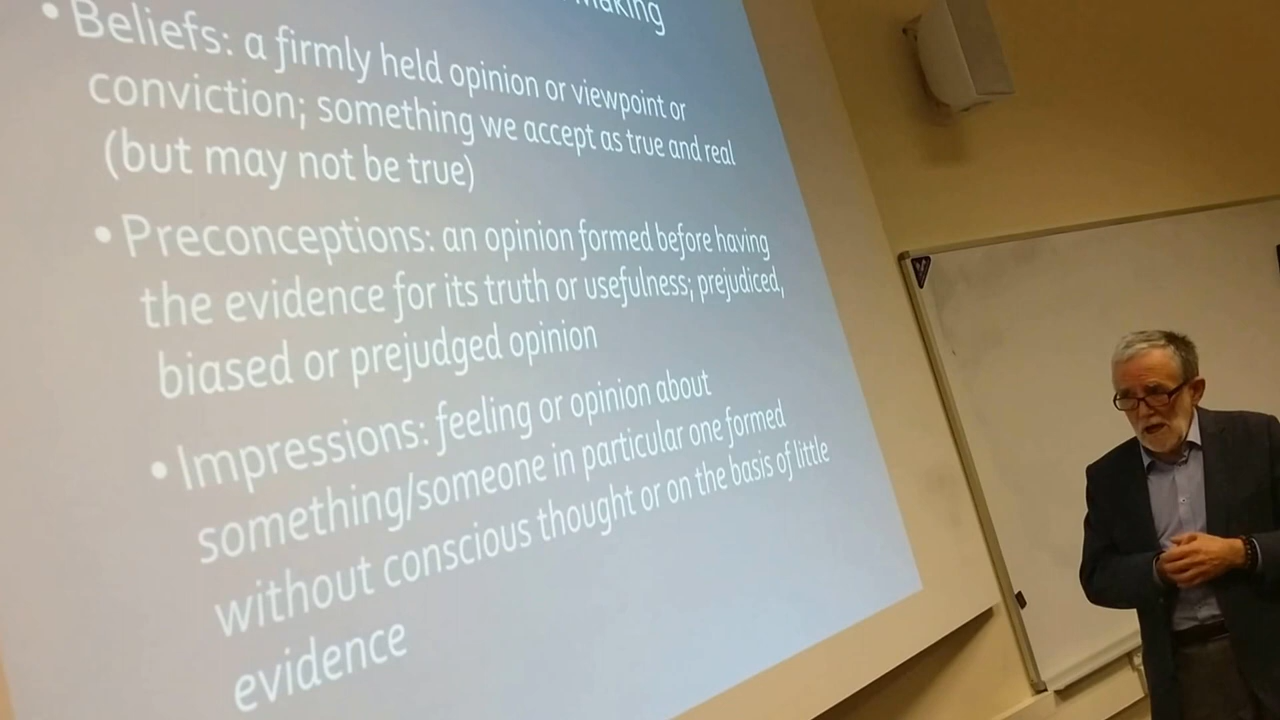 making
• Beliefs: a firmly held opinion or viewpoint or
conviction; something we accept as true and real
(but may not be true)
• Preconceptions: an opinion formed before having
the evidence for its truth or usefulness; prejudiced,
biased or prejudged opinion
• Impressions: feeling or opinion about
something/someone in particular one formed
without conscious thought or on the basis of little
evidence